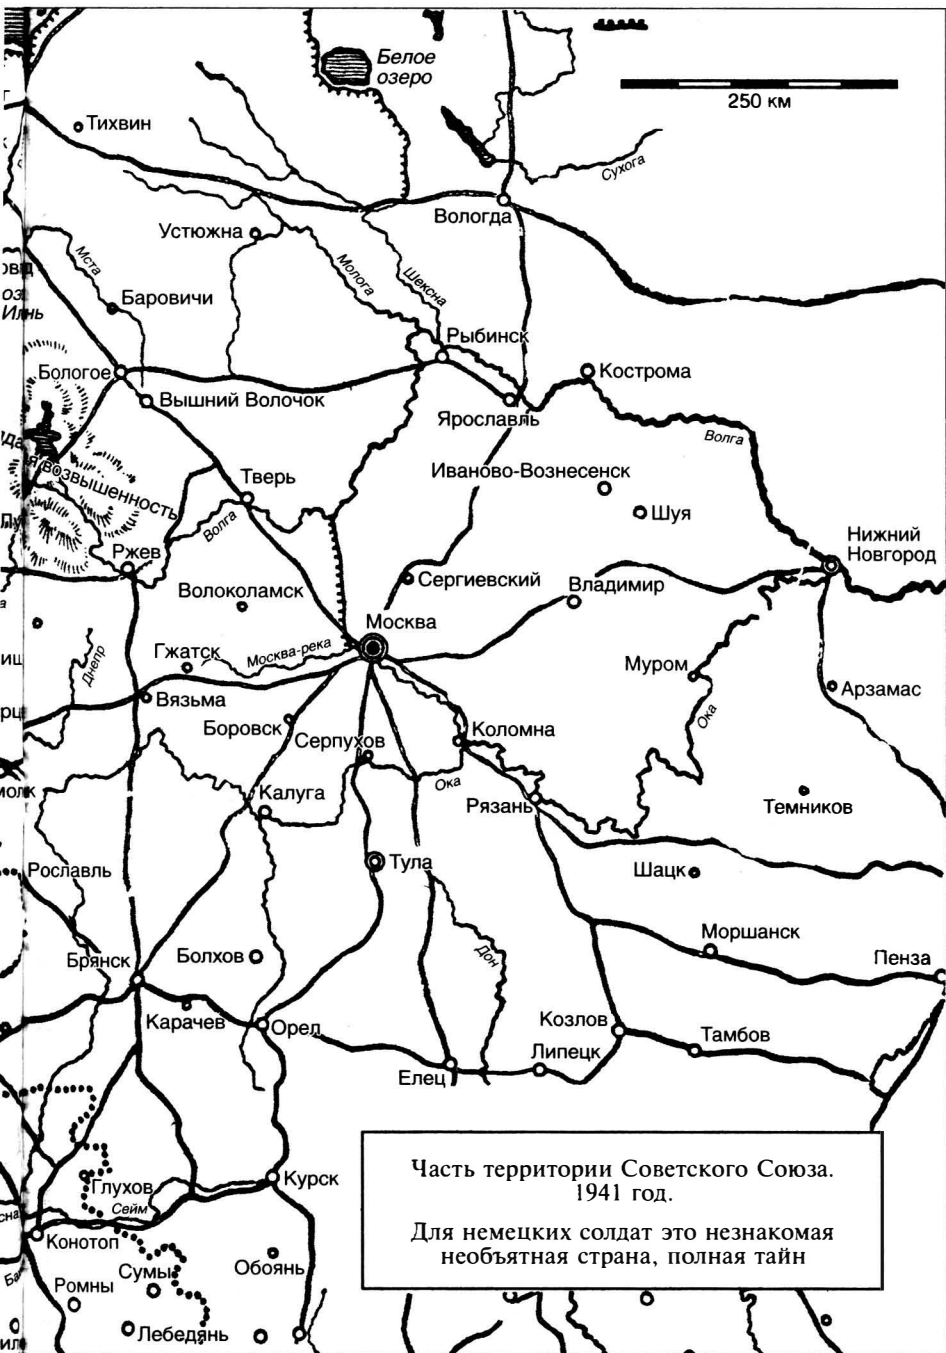 Белое
озеро
250 км
Тихвин
Сухога
Вологда
Устюжна
Мста
Молога
Шексна
Баровичи
Рыбинск
Бологое
Кострома
Вышний Волочок
Ярославль
Волга
Иваново-Вознесенск
возвышенность
Тверь
Шуя
Волга
Нижний
Новгород
Ржев
Сергиевский
Владимир
Волоколамск
Москва
Гжатск
Москва-река
Днепр
Муром
Вязьма
Арзамас
Боровск
Коломна
Ока
Серпухов
Ока
Калуга
Рязань
Темников
Рославль
Тула
Шацк
Дон
Моршанск
Брянск
Болхов
Пенза
Карачев
Орел
Козлов
Тамбов
Елец
Липецк
Часть территории Советского Союза.
1941 год.
Для немецких солдат это незнакомая
необъятная страна, полная тайн
Глухов
Курск
Сейм
Конотоп
Обоянь
Сумы
Ромны
Лебедянь